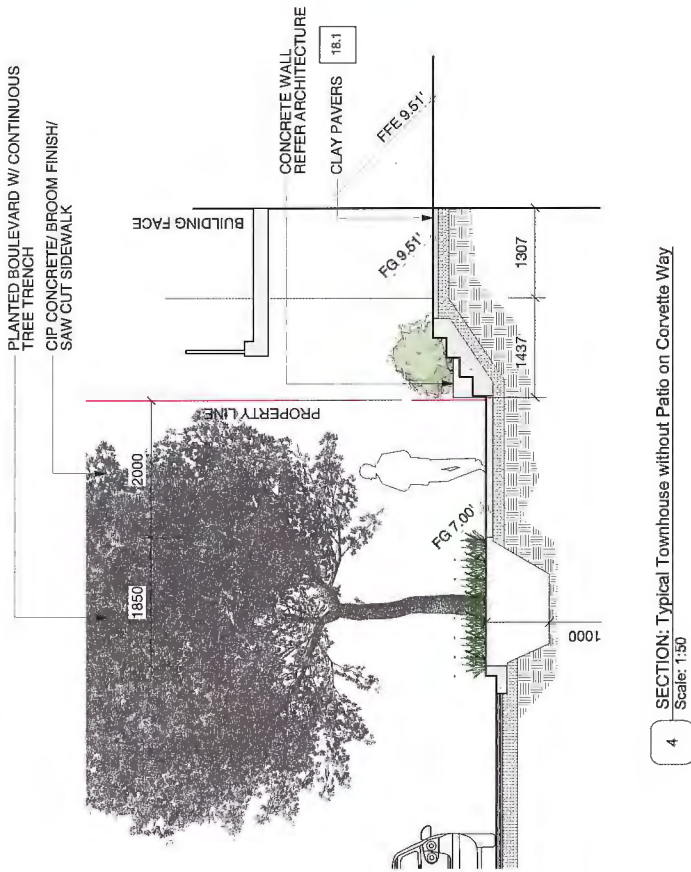 PLANTED BOULEVARD W/ CONTINUOUS
TREE TRENCH
CIP CONCRETE/ BROOM FINISH/
SAW CUT SIDEWALK
1850
2000
PROPERTY LINE
BUILDING FACE
CONCRETE WALL
REFER ARCHITECTURE
18.1
CLAY PAVERS
FG 9.51'
FFE 9.51'
FG 7.00'
1437
1307
1000
4
SECTION: Typical Townhouse without Patio on Corvette Way
Scale: 1:50